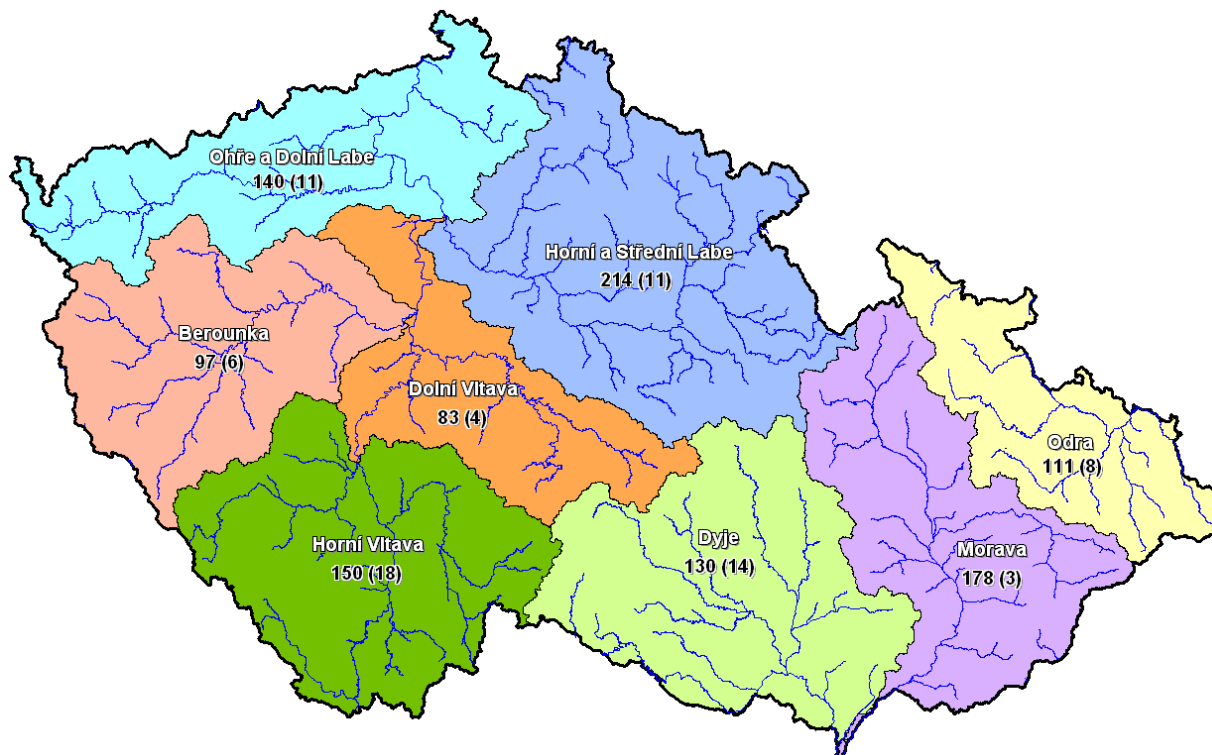 Ohře a Dolní Labe
140 (11)
Horní a Střední Labe
214 (11)
Berounka
97 (6)
Dolní Vltava
83 (4)
Odra
111 (8)
Horní Vltava
150 (18)
Dyje
130 (14)
Morava
178 (3)